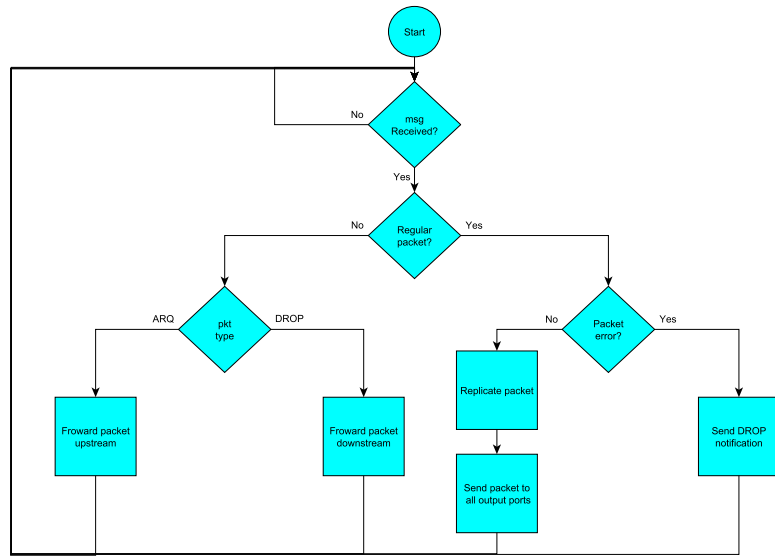 Start
msg
Received?
No
Yes
Regular
packet?
No
Yes
pkt
type
ARQ
DROP
Packet
error?
No
Yes
Replicate packet
Froward packet
upstream
Froward packet
downstream
Send DROP
notification
Send packet to
all output ports